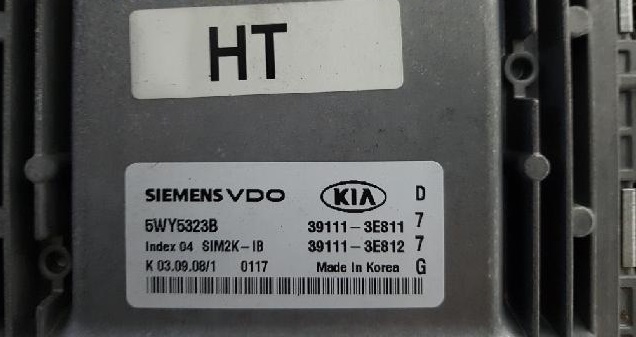 HT
SIEMENS VDO KIA D
5WY5323B 39111-3E811 7
Index 04 SIM2K-IB 39111-3E812 7
K 03.09.08/1 0117 Made in Korea G